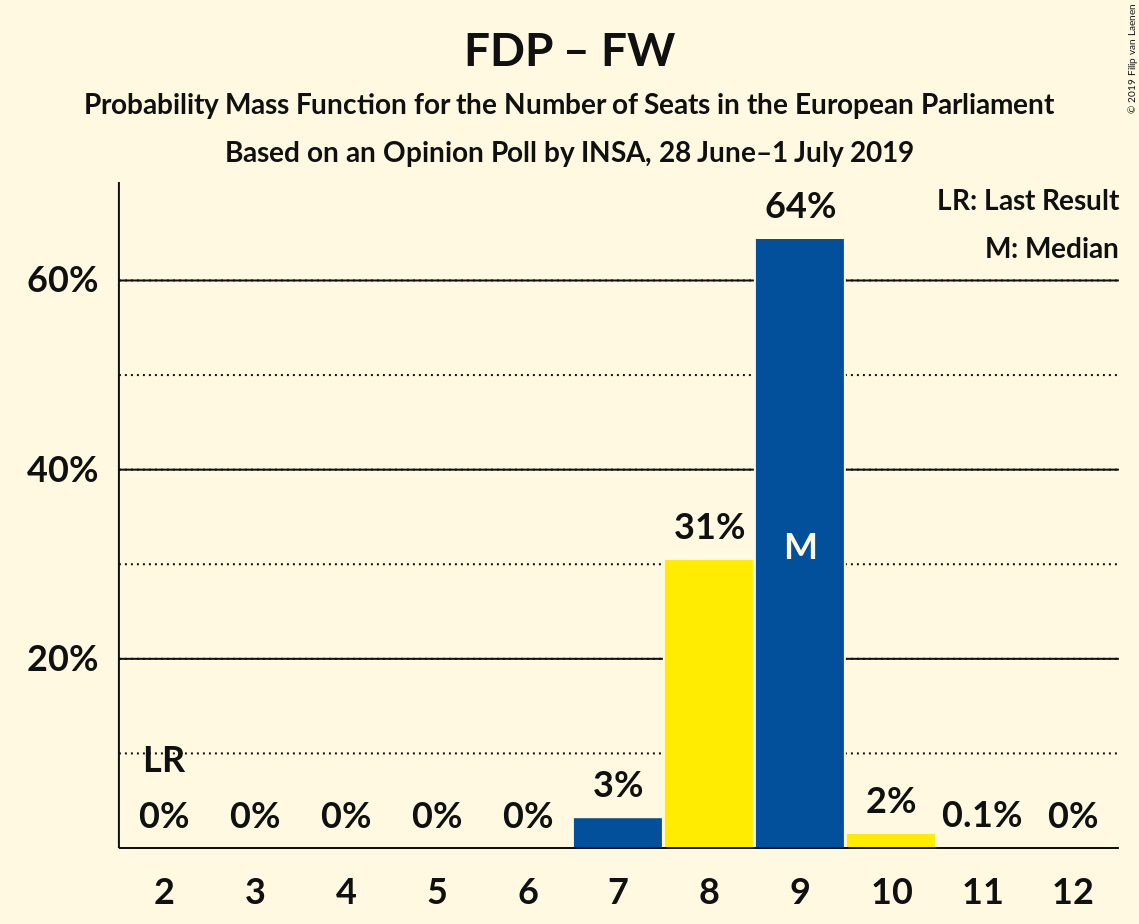 FDP – FW
Probability Mass Function for the Number of Seats in the European Parliament
Based on an Opinion Poll by INSA, 28 June–1 July 2019
© 2019 Filip van Laenen
LR: Last Result
M: Median
60%
40%
20%
64%
31%
M
LR
0%
0%
0%
0%
0%
3%
2%
0.1%
0%
2 3 4 5 6 7 8 9 10 11 12